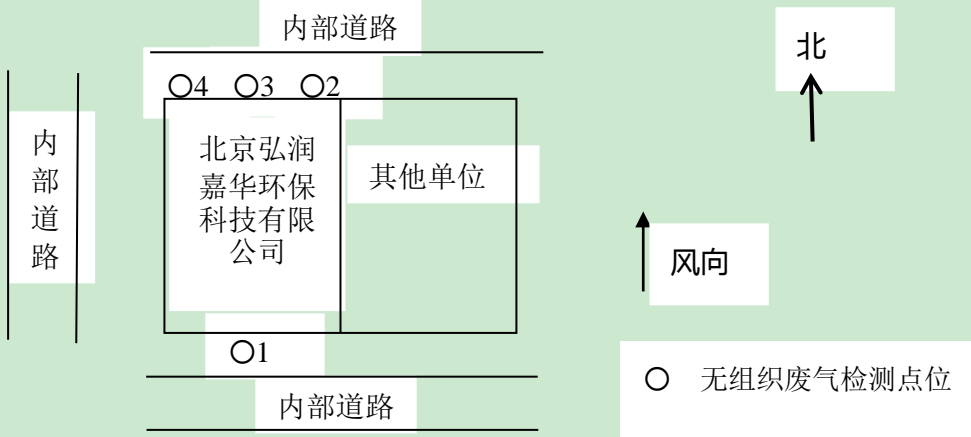 内部道路
北
○4 ○3 ○2
内
部
道
路
北京弘润
嘉华环保
科技有限
公司
其他单位
风向
○1
○ 无组织废气检测点位
内部道路